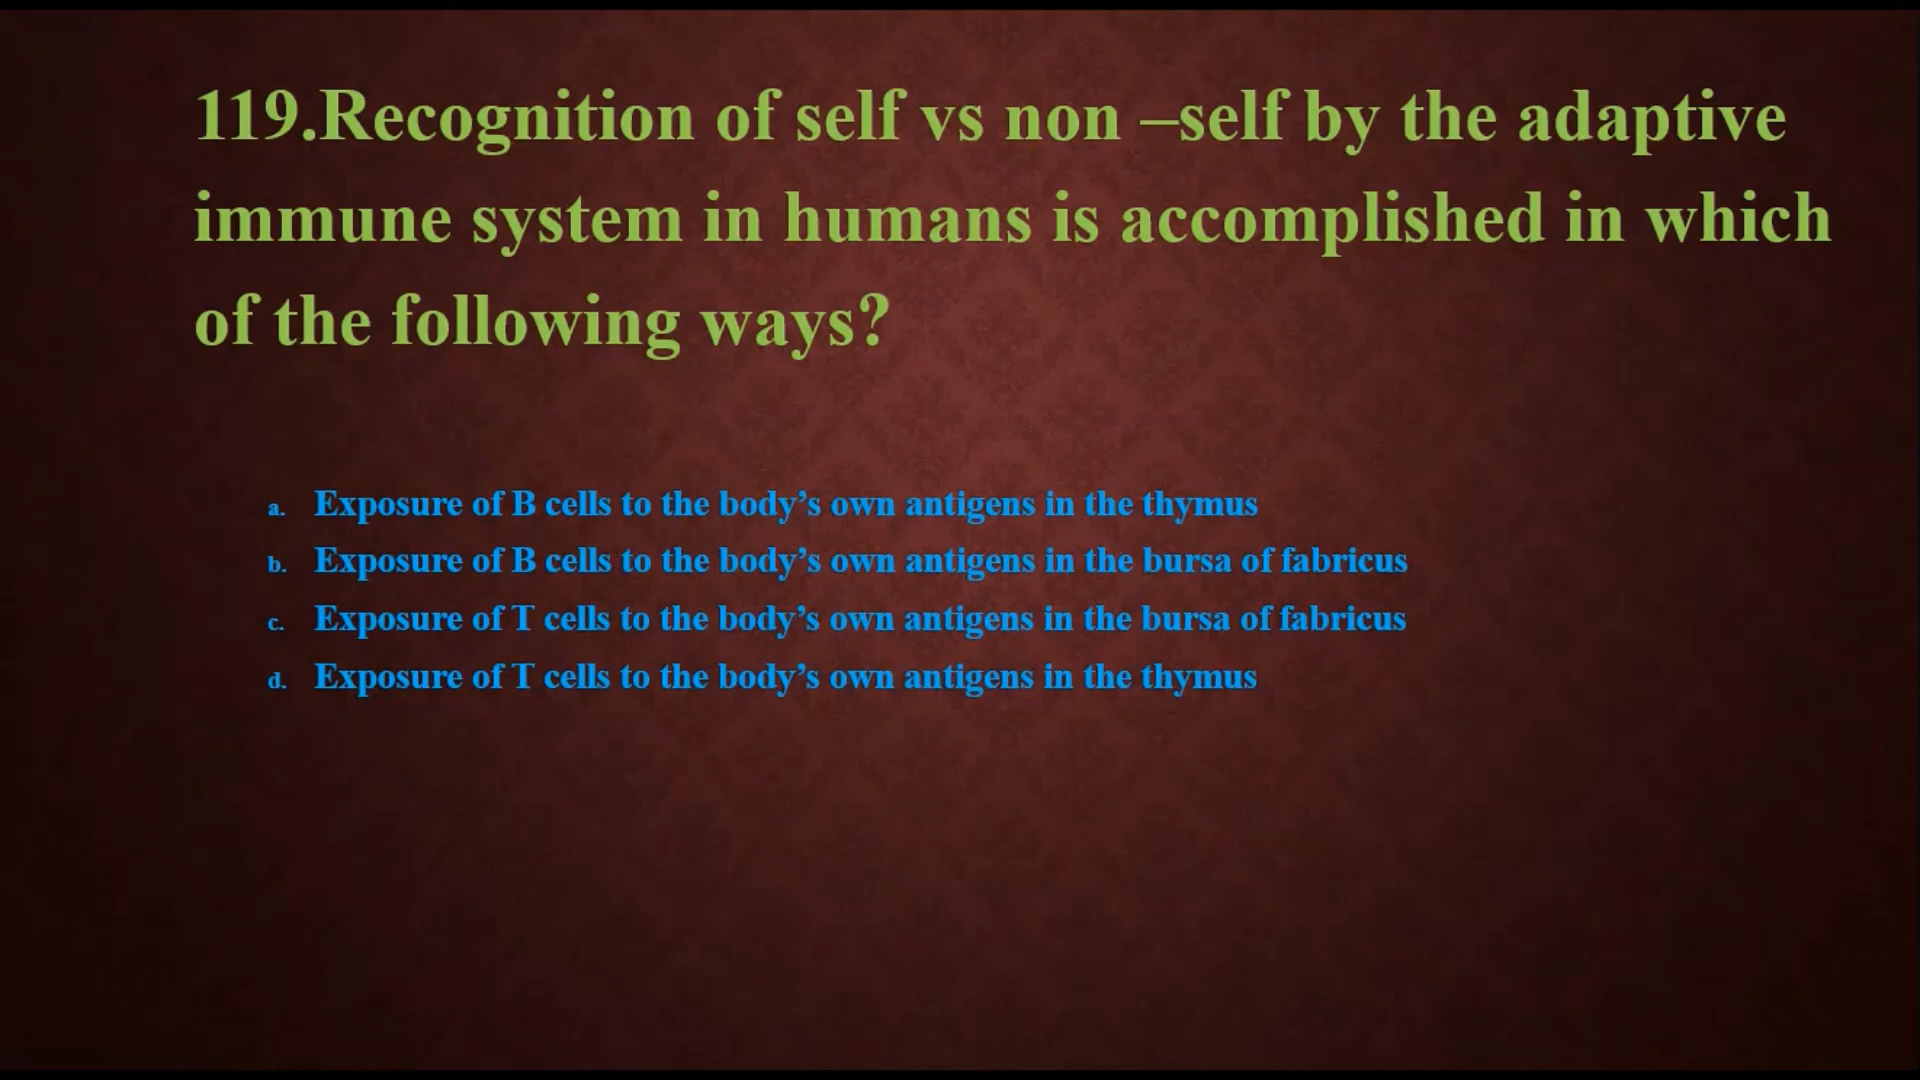 119.Recognition of self vs non –self by the adaptive
immune system in humans is accomplished in which
of the following ways?
a. Exposure of B cells to the body’s own antigens in the thymus
b. Exposure of B cells to the body’s own antigens in the bursa of fabricus
c. Exposure of T cells to the body’s own antigens in the bursa of fabricus
d. Exposure of T cells to the body’s own antigens in the thymus